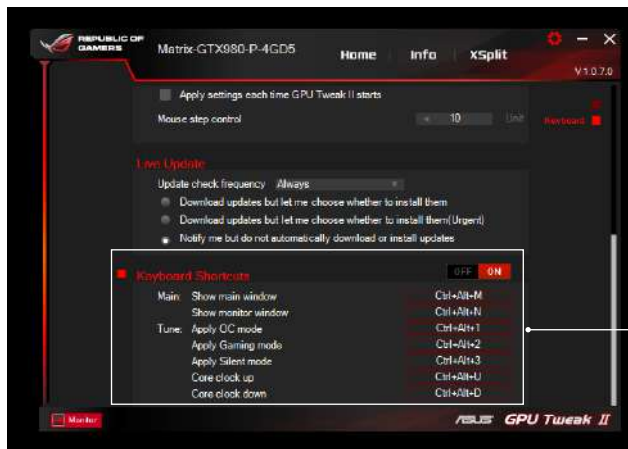 REPUBLIC OF GAMERS
Matrix-GTX980-P-4GD5
Home Info XSplit
V1.0.7.0
Apply settings each time GPU Tweak II starts
Mouse step control 10 Unit
Keyboard
Live Update
Update check frequency Always
Download updates but let me choose whether to install them
Download updates but let me choose whether to install them(Urgent)
Notify me but do not automatically download or install updates
Keyboard Shortcuts OFF ON
Main: Show main window Ctrl+Alt+M
Show monitor window Ctrl+Alt+N
Tune: Apply OC mode Ctrl+Alt+1
Apply Gaming mode Ctrl+Alt+2
Apply Silent mode Ctrl+Alt+3
Core clock up Ctrl+Alt+U
Core clock down Ctrl+Alt+D
Monitor
ASUS GPU Tweak II